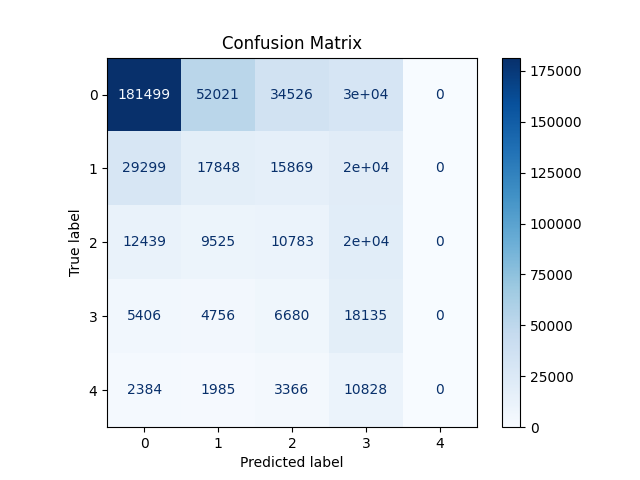 Confusion Matrix
0 181499 52021 34526 3e+04 0 175000
150000
1 29299 17848 15869 2e+04 0 125000
True label
2 12439 9525 10783 2e+04 0 100000
75000
3 5406 4756 6680 18135 0 50000
25000
4 2384 1985 3366 10828 0
0
0 1 2 3 4
Predicted label